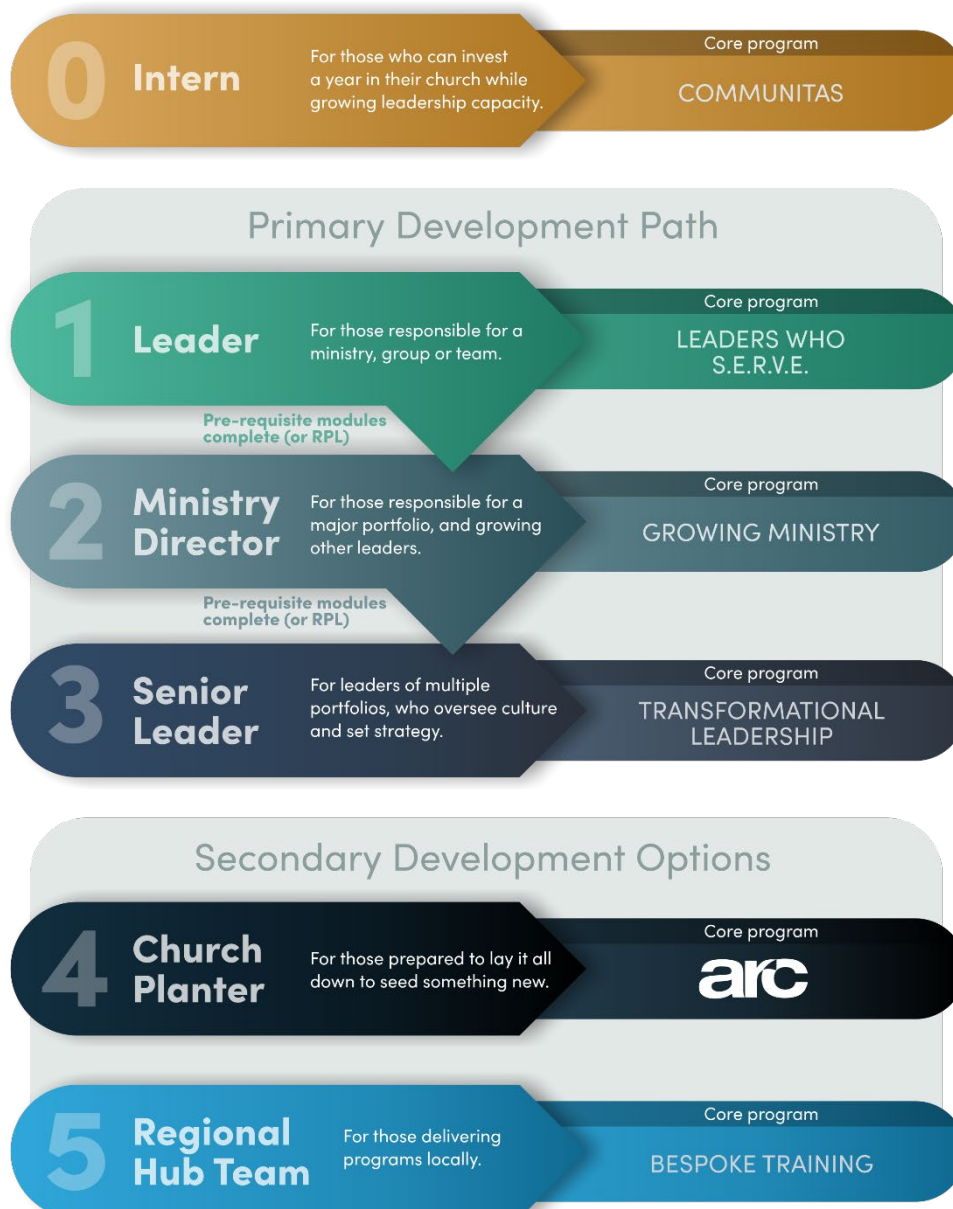 0
Intern
For those who can invest
a year in their church while
growing leadership capacity.
Core program
COMMUNITAS
Primary Development Path
1
Leader
For those responsible for a
ministry, group or team.
Core program
LEADERS WHO
S.E.R.V.E.
Pre-requisite modules
complete (or RPL)
2
Ministry
Director
For those responsible for a
major portfolio, and growing
other leaders.
Core program
GROWING MINISTRY
Pre-requisite modules
complete (or RPL)
3
Senior
Leader
For leaders of multiple
portfolios, who oversee culture
and set strategy.
Core program
TRANSFORMATIONAL
LEADERSHIP
Secondary Development Options
4
Church
Planter
For those prepared to lay it all
down to seed something new.
Core program
arc
5
Regional
Hub Team
For those delivering
programs locally.
Core program
BESPOKE TRAINING